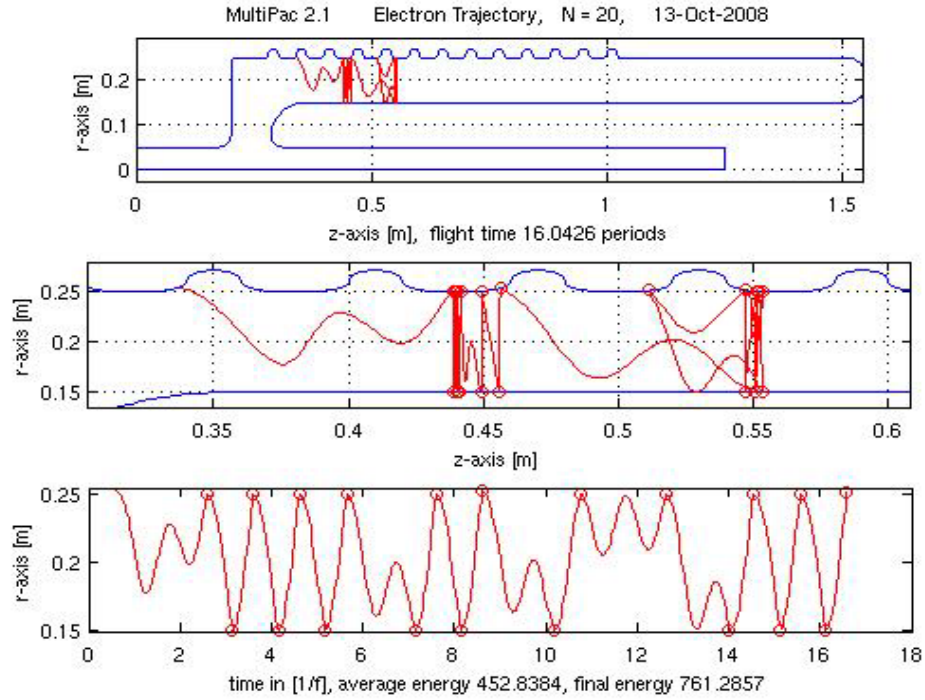 MultiPac 2.1 Electron Trajectory, N = 20, 13-Oct-2008
r-axis [m]
0.2
0.1
0
0 0.5 1 1.5
z-axis [m], flight time 16.0426 periods
r-axis [m]
0.25
0.2
0.15
0.35 0.4 0.45 0.5 0.55 0.6
z-axis [m]
r-axis [m]
0.25
0.2
0.15
0 2 4 6 8 10 12 14 16 18
time in [1/f], average energy 452.8384, final energy 761.2857